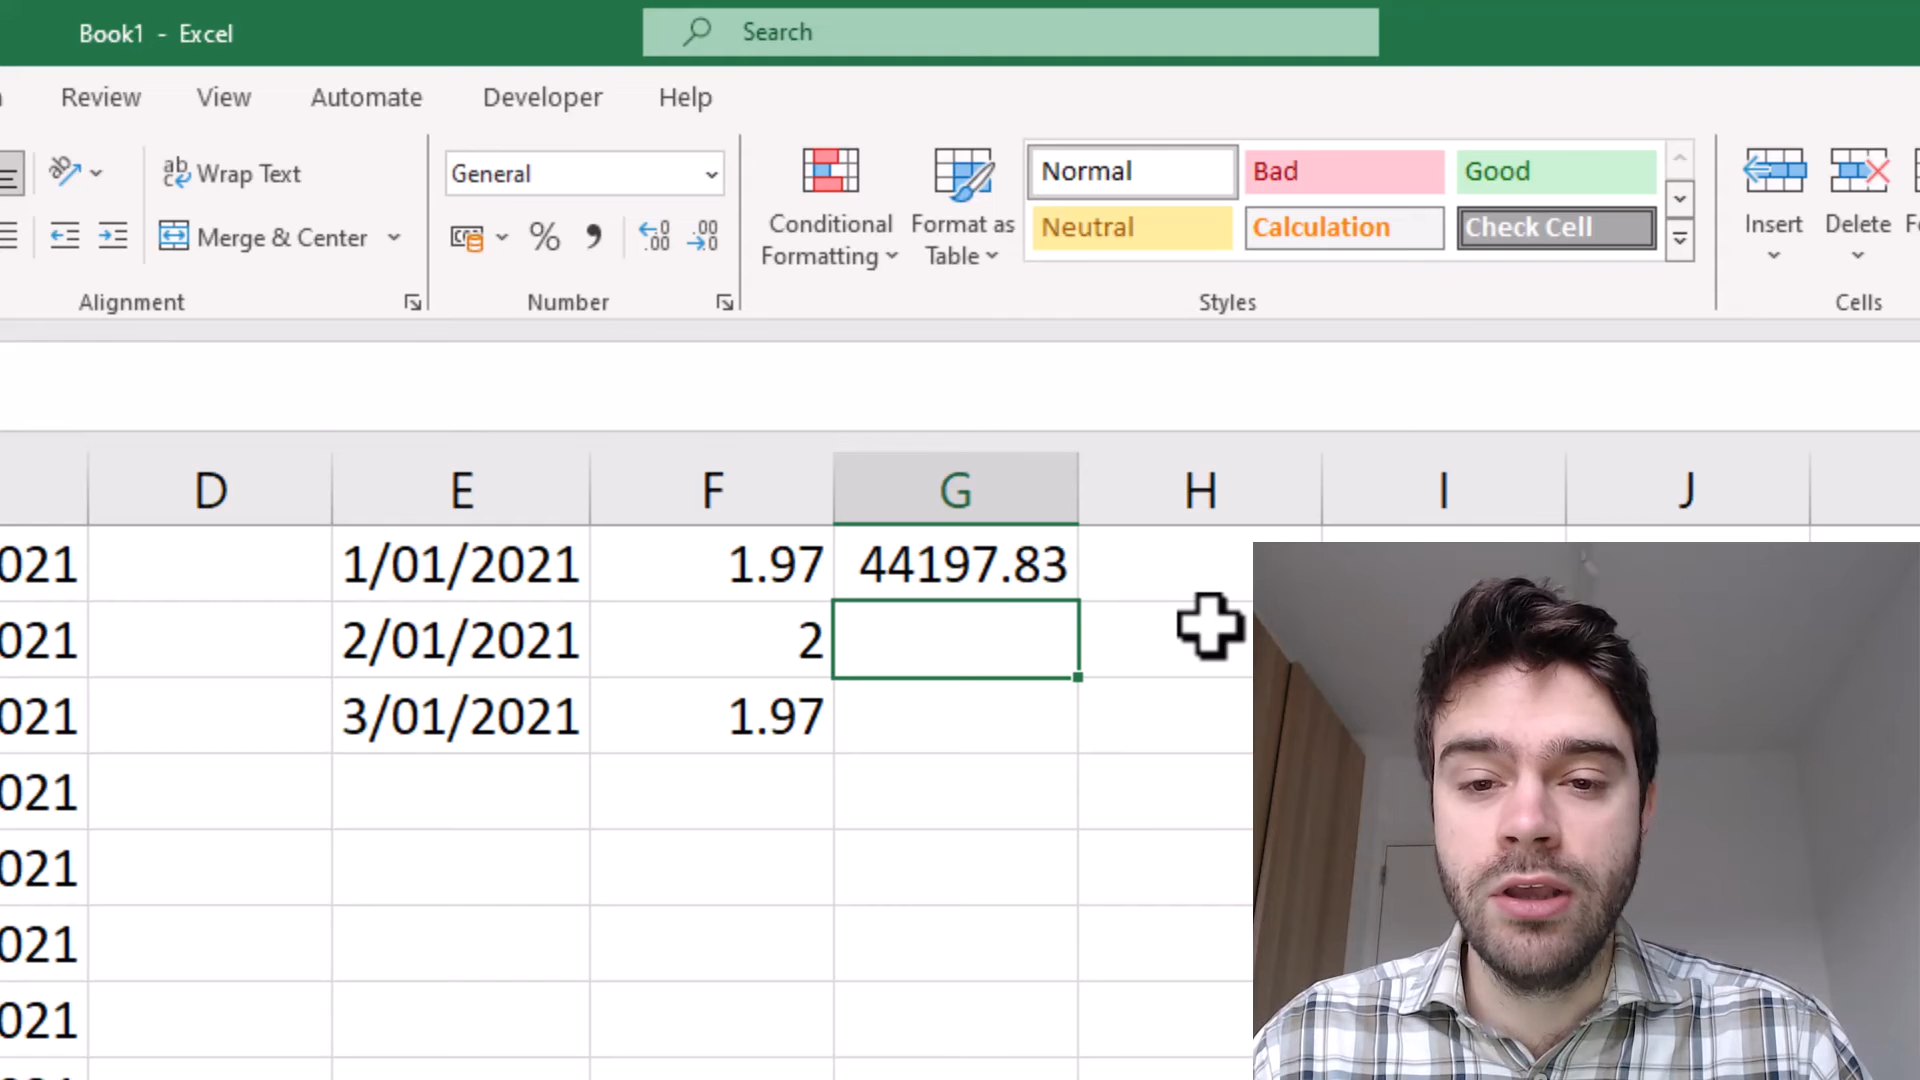 Book1 - Excel
Search
Review View Automate Developer Help
Wrap Text
General
Normal Bad Good
Merge & Center
Conditional Formatting
Format as Table
Neutral Calculation Check Cell
Insert Delete
Alignment Number Styles Cells
D E F G H I J
021 1/01/2021 1.97 44197.83
021 2/01/2021 2
021 3/01/2021 1.97
021
021
021
021